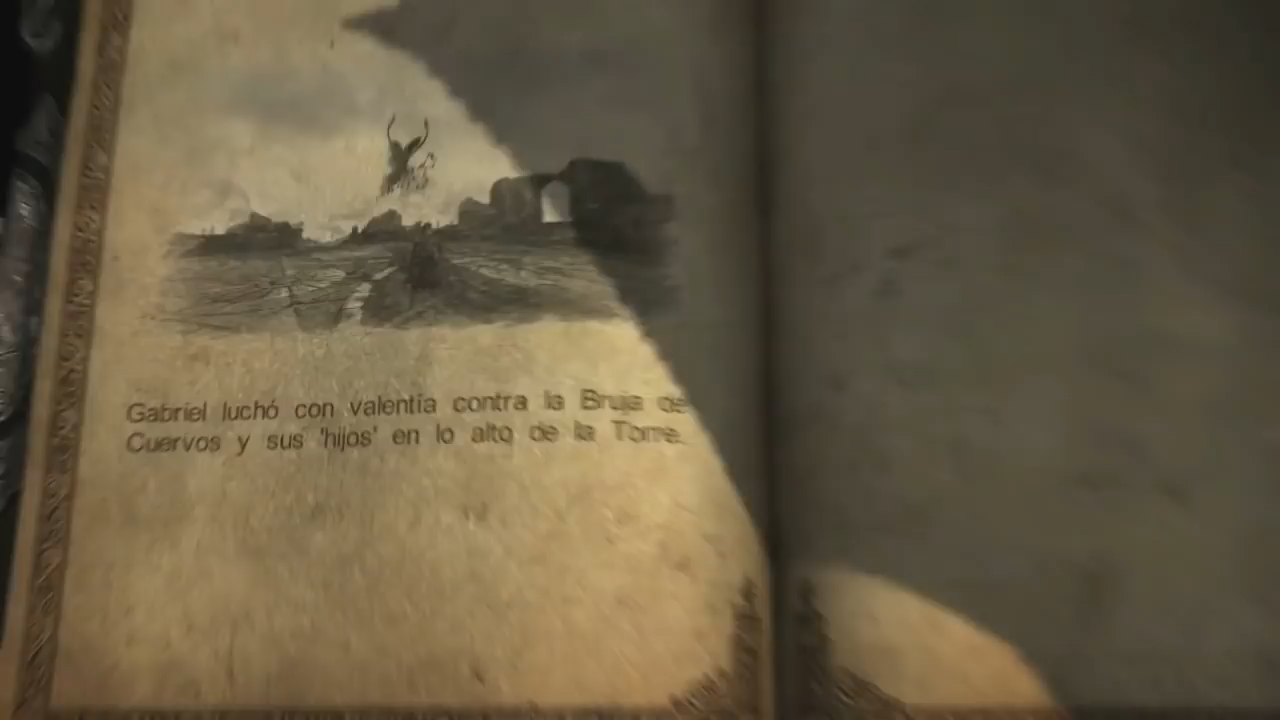 Gabriel luchó con valentía contra la Bruja de
Cuervos y sus 'hijos' en lo alto de la Torre.